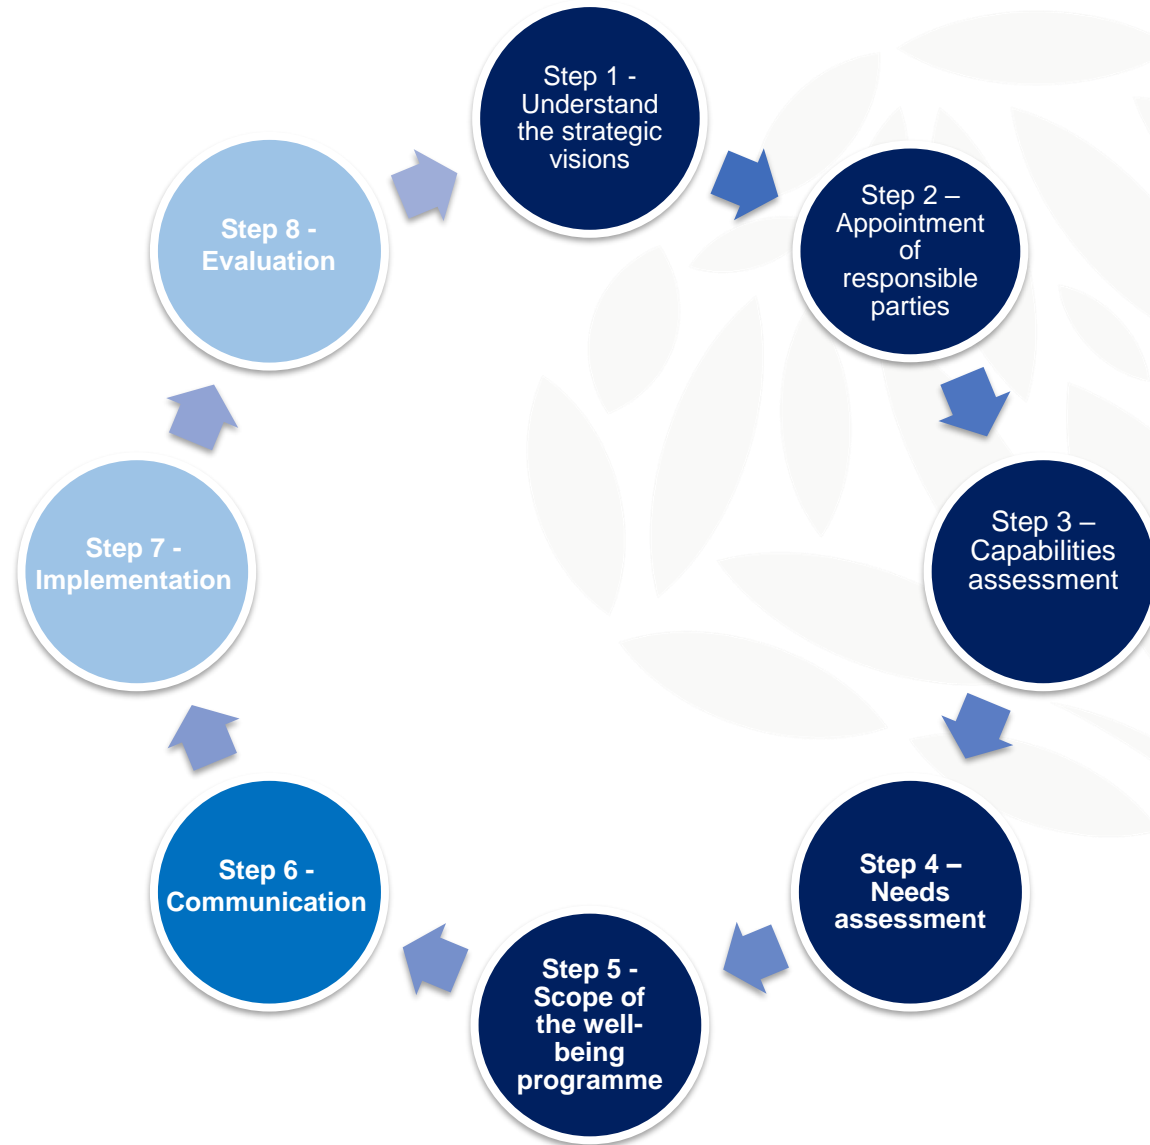 Step 1 -
Understand
the strategic
visions
Step 2 –
Appointment
of
responsible
parties
Step 3 –
Capabilities
assessment
Step 4 –
Needs
assessment
Step 5 -
Scope of
the well-
being
programme
Step 6 -
Communication
Step 7 -
Implementation
Step 8 -
Evaluation